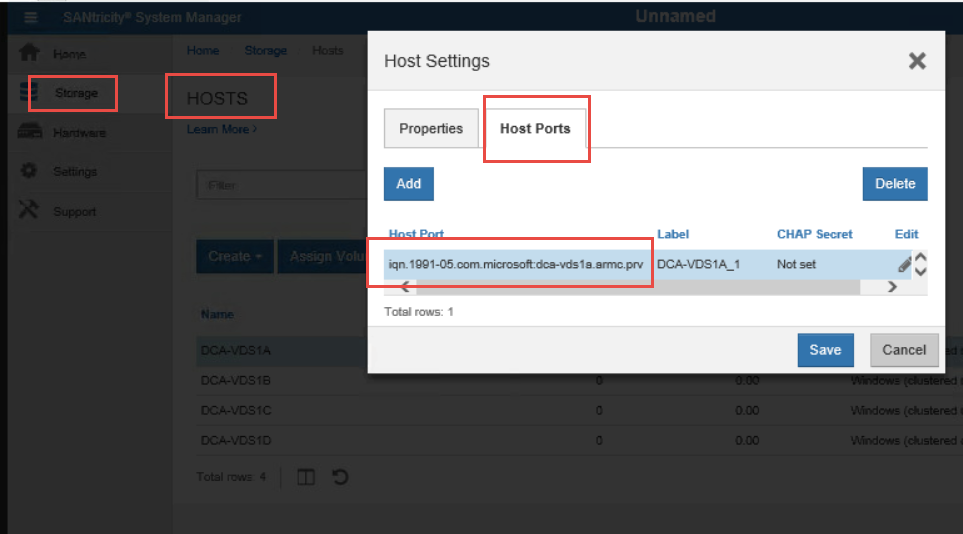 SANtricity® System Manager
Unnamed
Home
Storage
Hardware
Settings
Support
Home Storage Hosts
HOSTS
Learn More >
Filter
Create Assign Volu
Name
DCA-VDS1A
DCA-VDS1B 0 0.00 Windows (clustered
DCA-VDS1C 0 0.00 Windows (clustered
DCA-VDS1D 0 0.00 Windows (clustered
Total rows: 4
Host Settings
Properties Host Ports
Add Delete
Host Port Label CHAP Secret Edit
iqn.1991-05.com.microsoft:dca-vds1a.armc.prv DCA-VDS1A_1 Not set
Total rows: 1
Save Cancel